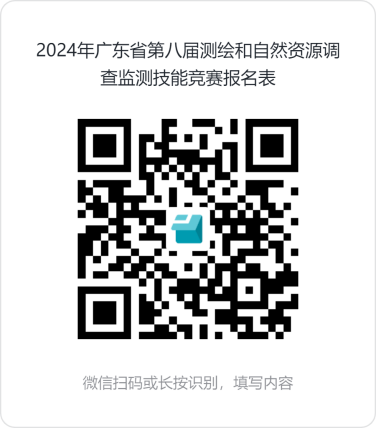 2024年广东省第八届测绘和自然资源调
查监测技能竞赛报名表
微信扫码或长按识别，填写内容